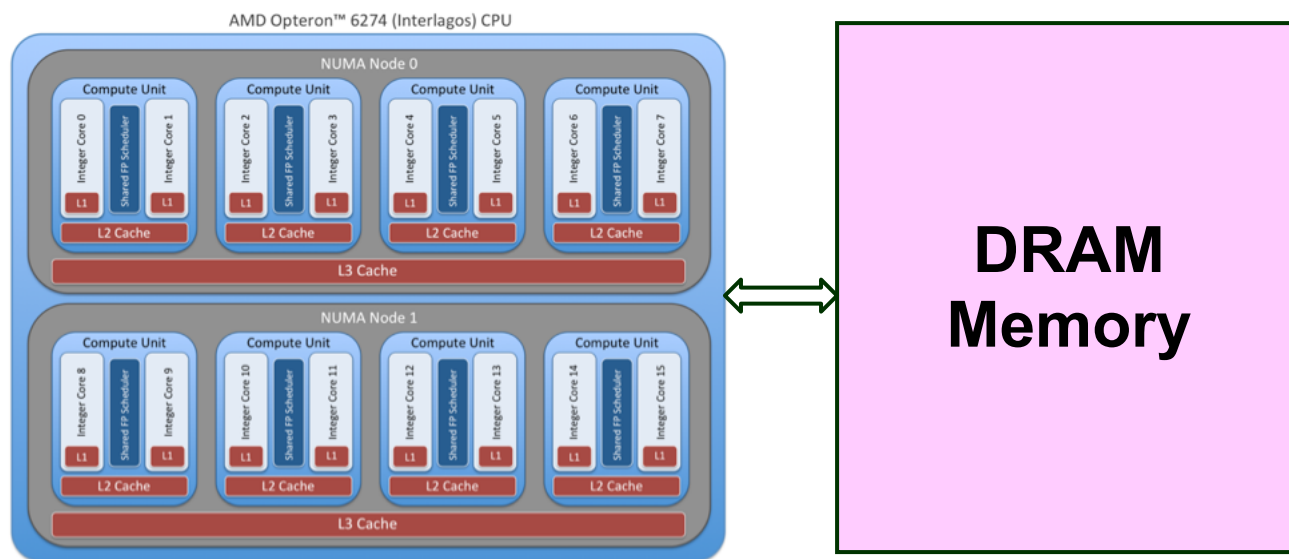 AMD Opteron™ 6274 (Interlagos) CPU
NUMA Node 0
Compute Unit
Integer Core 0
Shared FP Scheduler
Integer Core 1
L1
L1
L2 Cache
Compute Unit
Integer Core 2
Shared FP Scheduler
Integer Core 3
L1
L1
L2 Cache
Compute Unit
Integer Core 4
Shared FP Scheduler
Integer Core 5
L1
L1
L2 Cache
Compute Unit
Integer Core 6
Shared FP Scheduler
Integer Core 7
L1
L1
L2 Cache
L3 Cache
NUMA Node 1
Compute Unit
Integer Core 8
Shared FP Scheduler
Integer Core 9
L1
L1
L2 Cache
Compute Unit
Integer Core 10
Shared FP Scheduler
Integer Core 11
L1
L1
L2 Cache
Compute Unit
Integer Core 12
Shared FP Scheduler
Integer Core 13
L1
L1
L2 Cache
Compute Unit
Integer Core 14
Shared FP Scheduler
Integer Core 15
L1
L1
L2 Cache
L3 Cache
DRAM
Memory